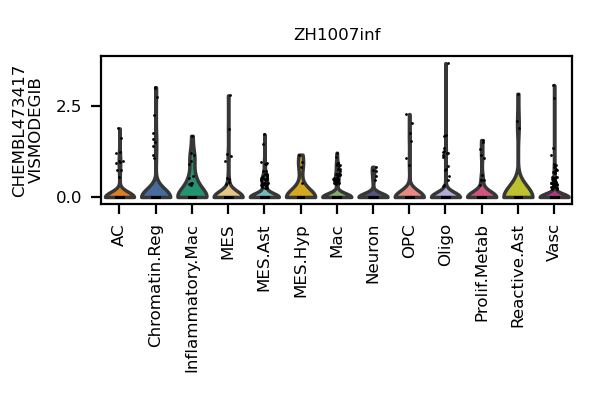 ZH1007inf
CHEMBL473417
VISMODEGIB
2.5
0.0
AC
Chromatin.Reg
Inflammatory.Mac
MES
MES.Ast
MES.Hyp
Mac
Neuron
OPC
Oligo
Prolif.Metab
Reactive.Ast
Vasc